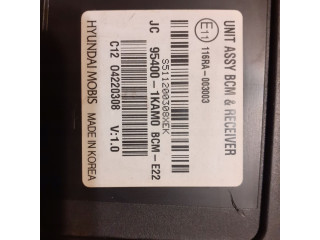 UNIT ASSY BCM & RECEIVER
E11 116RA-003003
S511200308KEK
JC 95400-1KAM0 BCM-E22
C12 04220308 V:1.0
HYUNDAI MOBIS MADE IN KOREA